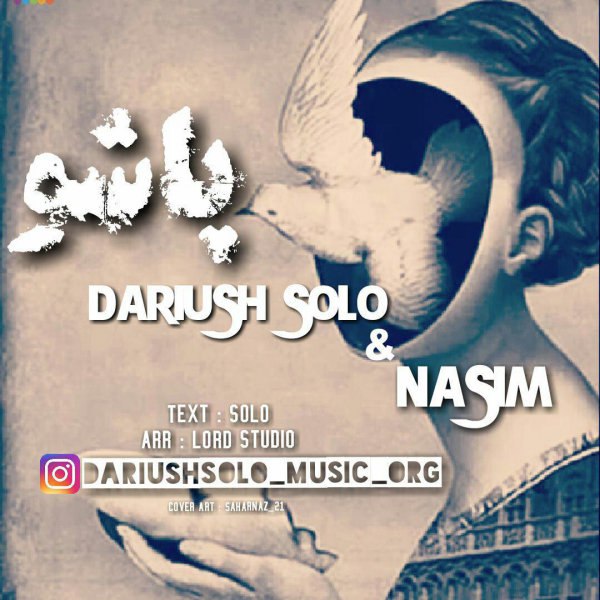 پاشو
DARIUSH SOLO
&
NASIM
TEXT : SOLO
ARR : LORD STUDIO
DARIUSHSOLO_MUSIC_ORG
COVER ART : SAHARNAZ_21